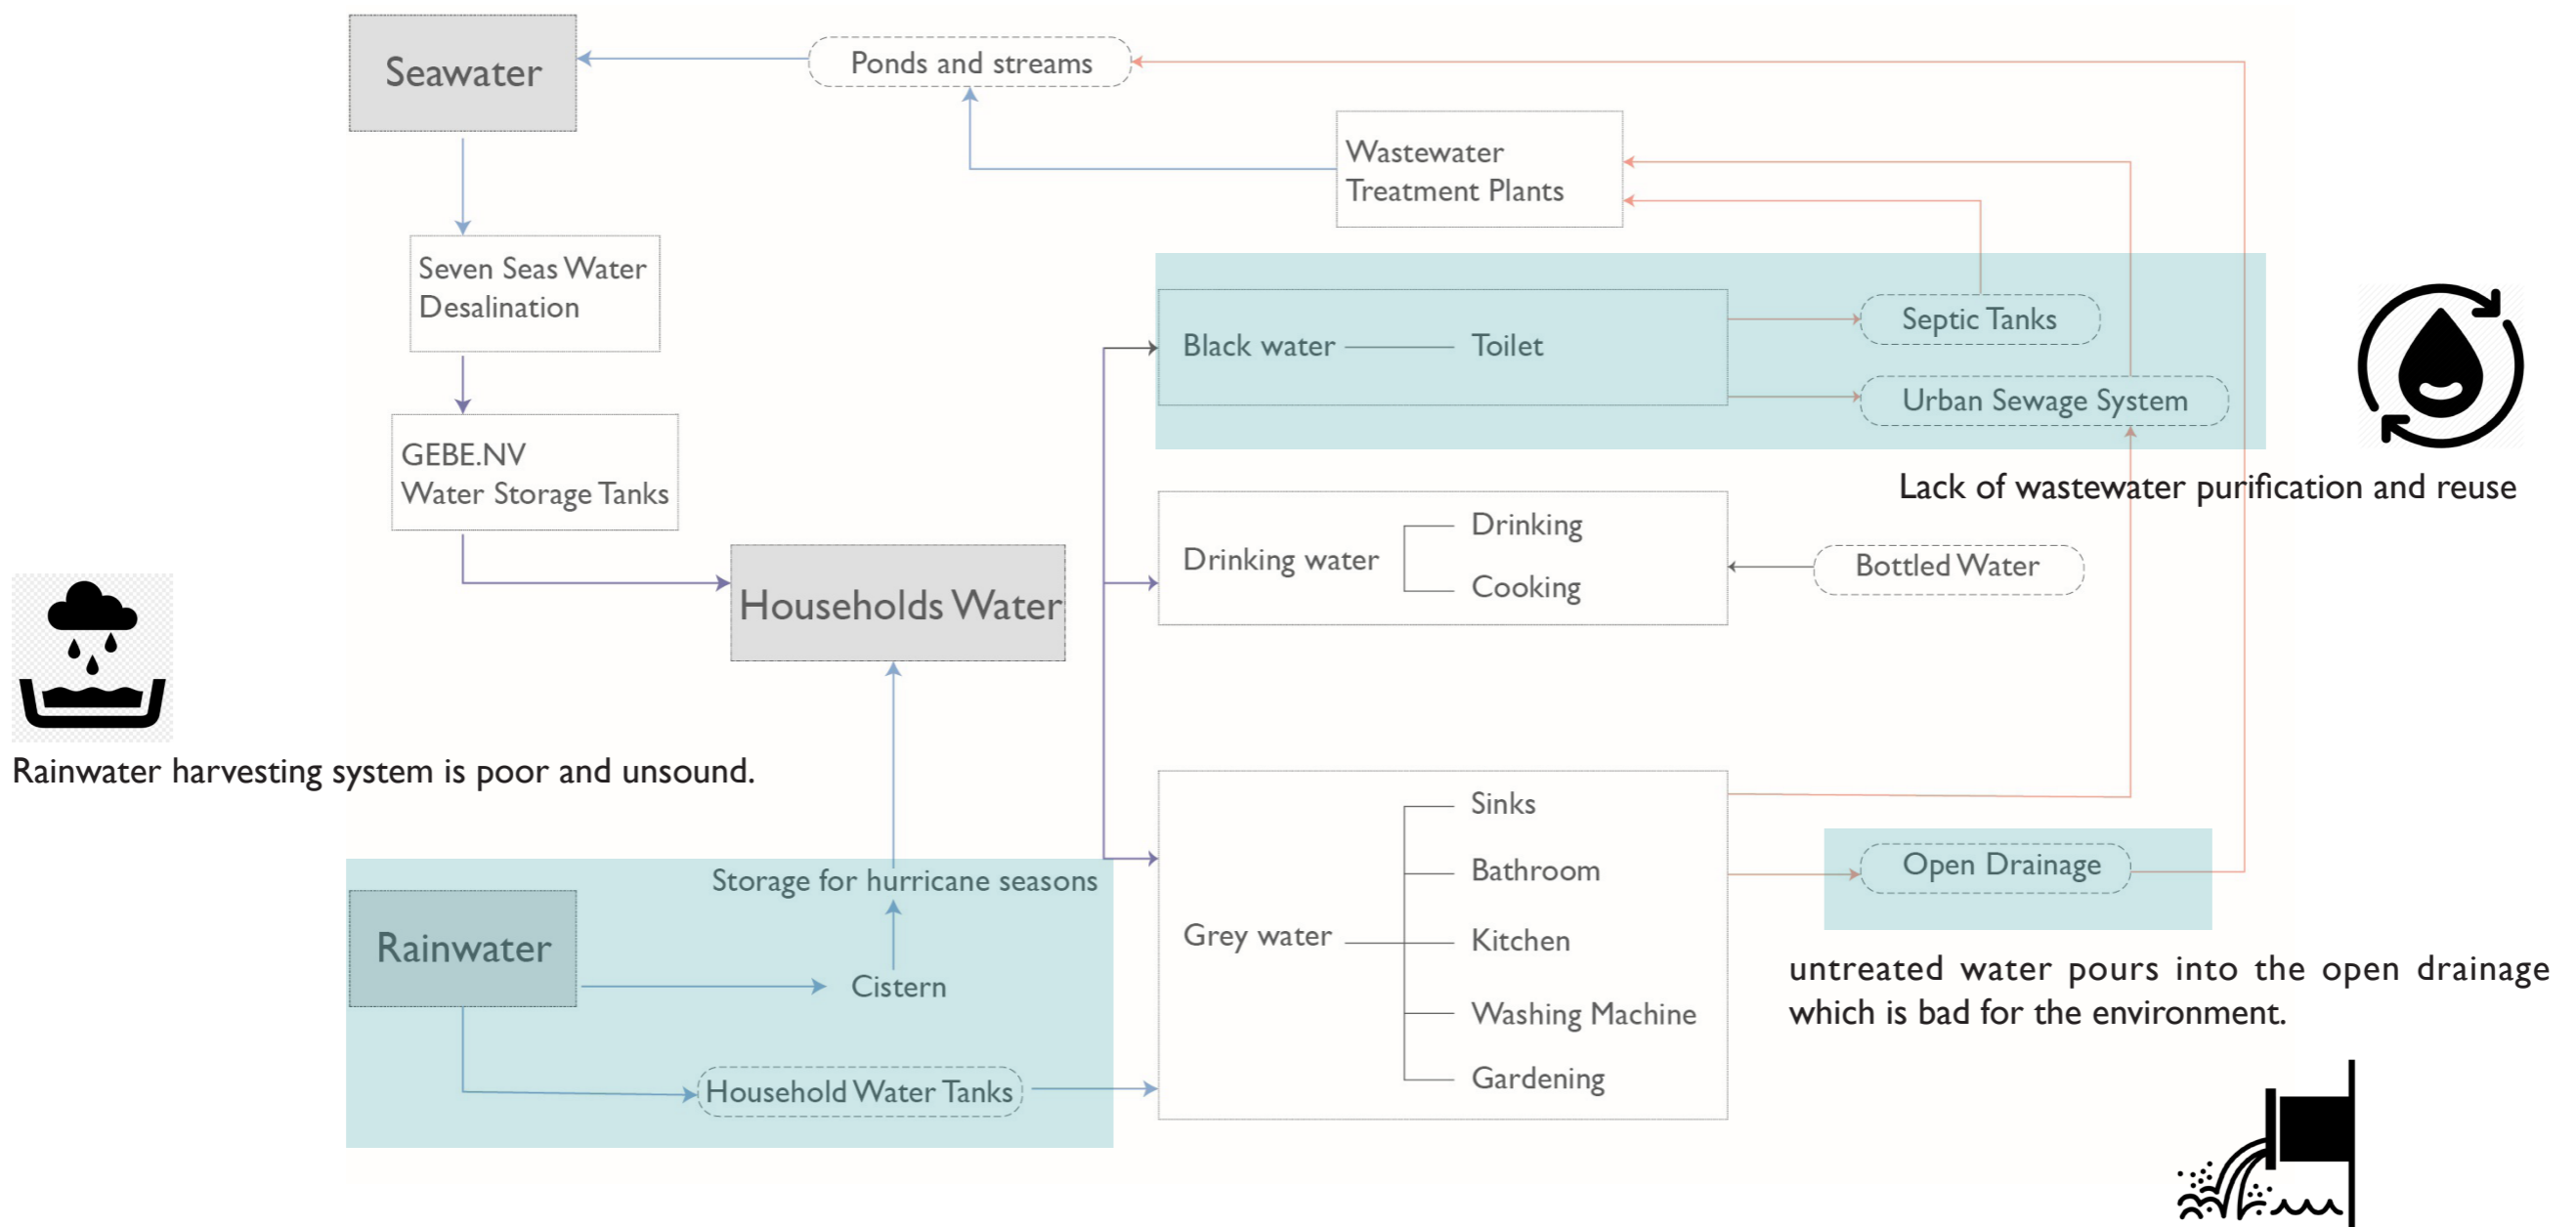 Seawater
Ponds and streams
Wastewater
Treatment Plants
Seven Seas Water
Desalination
Black water
Toilet
Septic Tanks
Urban Sewage System
GEBE.NV
Water Storage Tanks
Lack of wastewater purification and reuse
Drinking water
Drinking
Cooking
Bottled Water
Households Water
Rainwater harvesting system is poor and unsound.
Storage for hurricane seasons
Rainwater
Cistern
Household Water Tanks
Grey water
Sinks
Bathroom
Kitchen
Washing Machine
Gardening
Open Drainage
untreated water pours into the open drainage
which is bad for the environment.